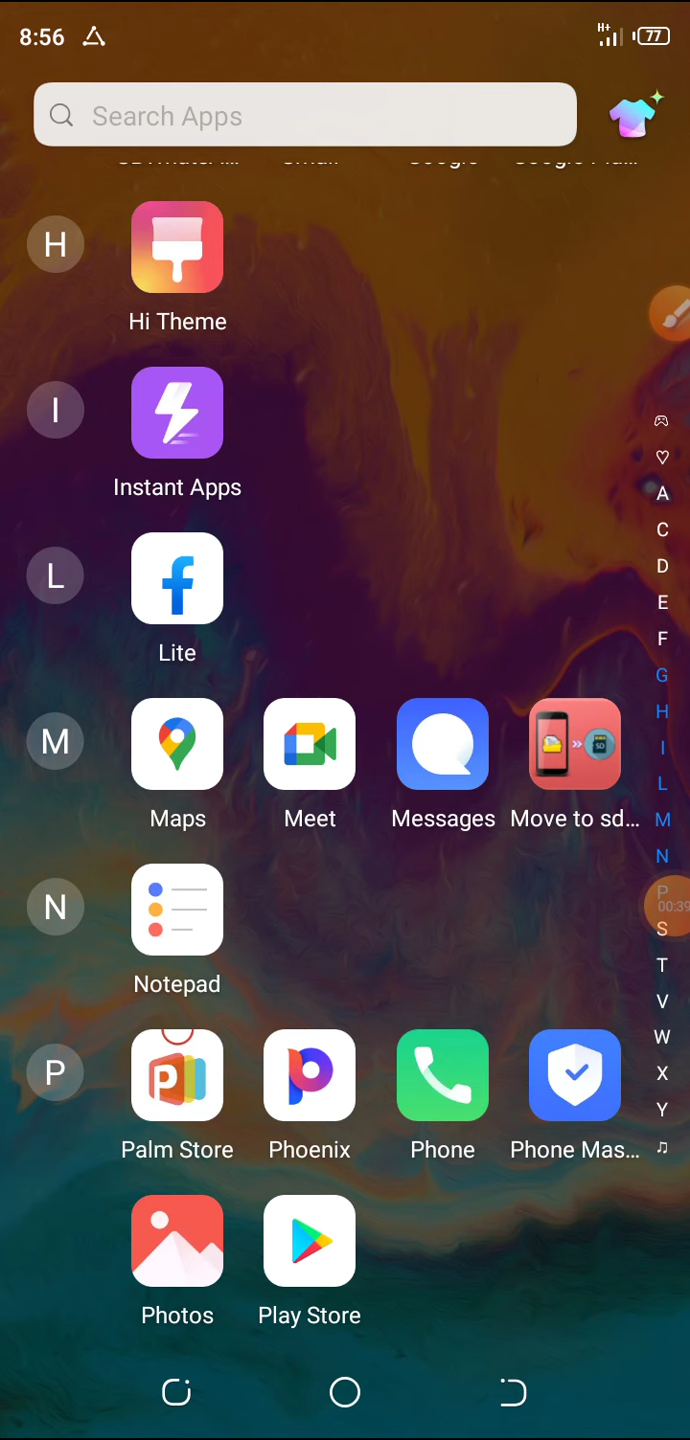 8:56
H+
77
Search Apps
H
Hi Theme
I
Instant Apps
L
Lite
M
Maps Meet Messages Move to sd...
N
Notepad
P
Palm Store Phoenix Phone Phone Mas...
Photos Play Store
A
C
D
E
F
G
H
I
L
M
N
P
00:39
S
T
V
W
X
Y